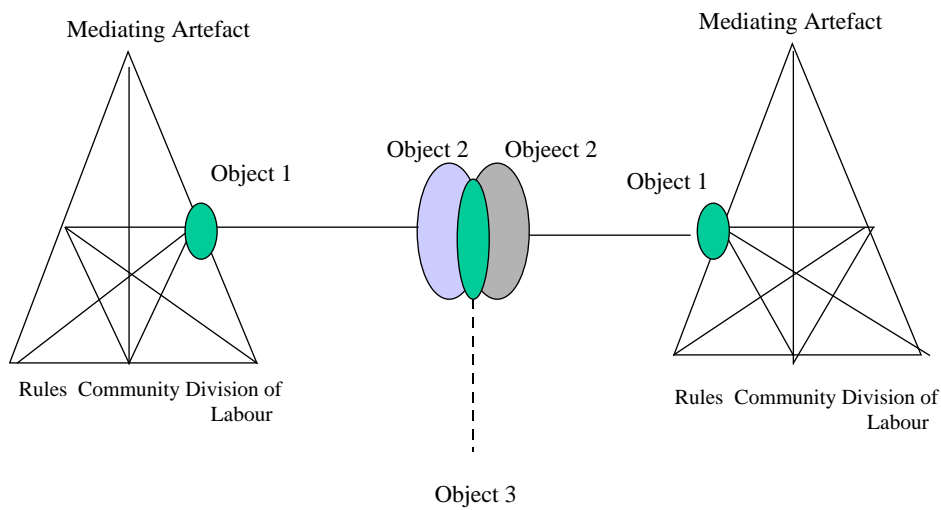 Mediating Artefact
Mediating Artefact
Object 2
Objeect 2
Object 1
Object 1
Rules Community Division of
Labour
Rules Community Division of
Labour
Object 3